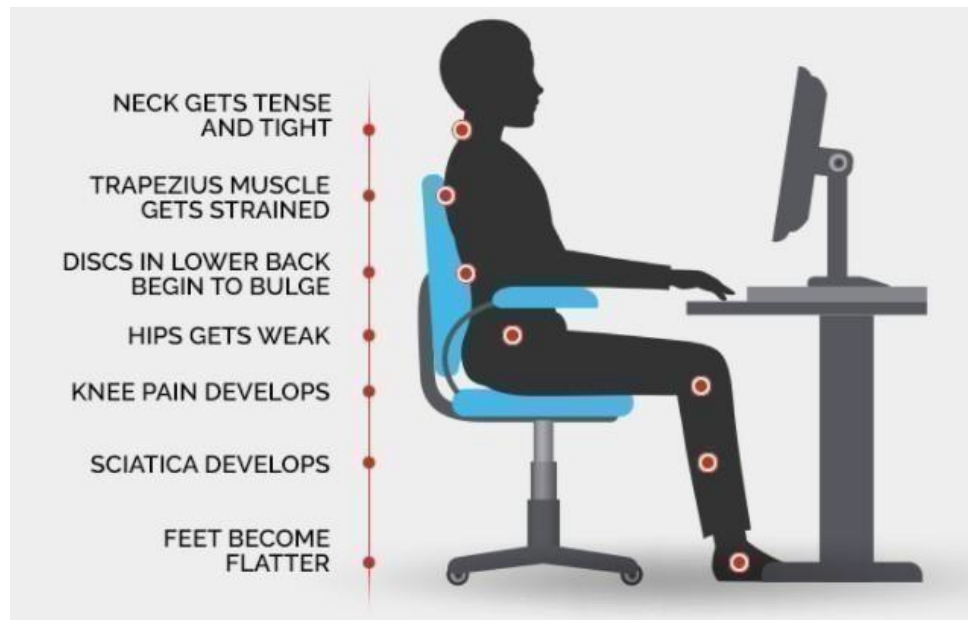 NECK GETS TENSE
AND TIGHT
TRAPEZIUS MUSCLE
GETS STRAINED
DISCS IN LOWER BACK
BEGIN TO BULGE
HIPS GETS WEAK
KNEE PAIN DEVELOPS
SCIATICA DEVELOPS
FEET BECOME
FLATTER